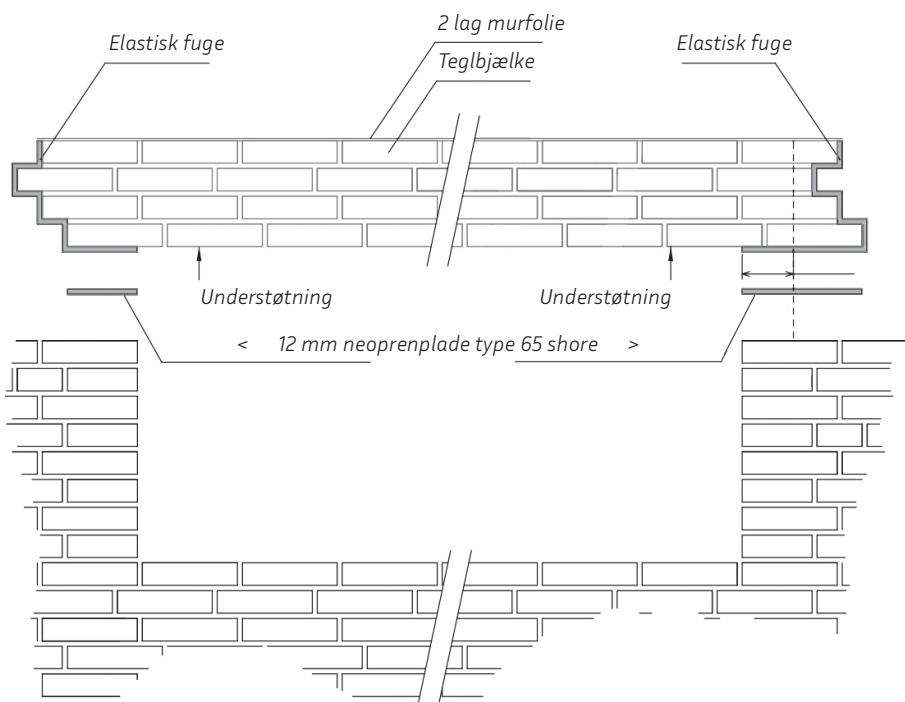 2 lag murfolie
Elastisk fuge
Elastisk fuge
Teglbjælke
Understøtning
Understøtning
< 12 mm neoprenplade type 65 shore >